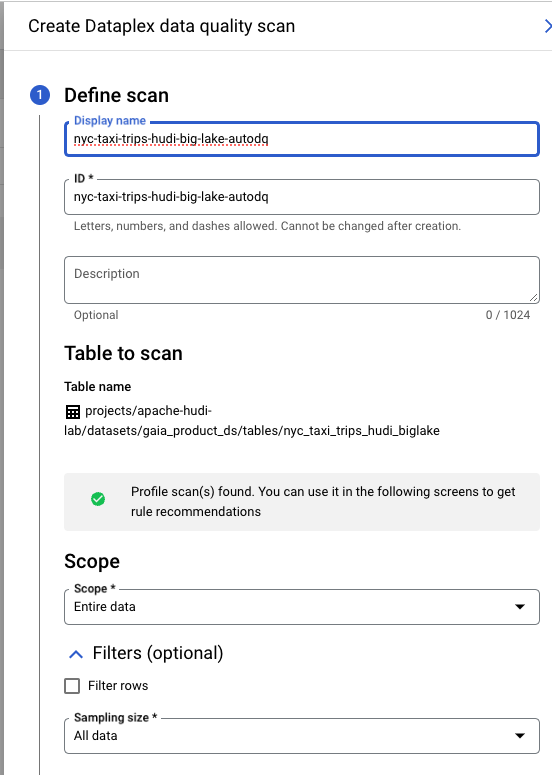 Create Dataplex data quality scan
1
Define scan
Display name
nyc-taxi-trips-hudi-big-lake-autodq
ID *
nyc-taxi-trips-hudi-big-lake-autodq
Letters, numbers, and dashes allowed. Cannot be changed after creation.
Description
Optional
0 / 1024
Table to scan
Table name
projects/apache-hudi-
lab/datasets/gaia_product_ds/tables/nyc_taxi_trips_hudi_biglake
Profile scan(s) found. You can use it in the following screens to get
rule recommendations
Scope
Scope *
Entire data
Filters (optional)
Filter rows
Sampling size *
All data